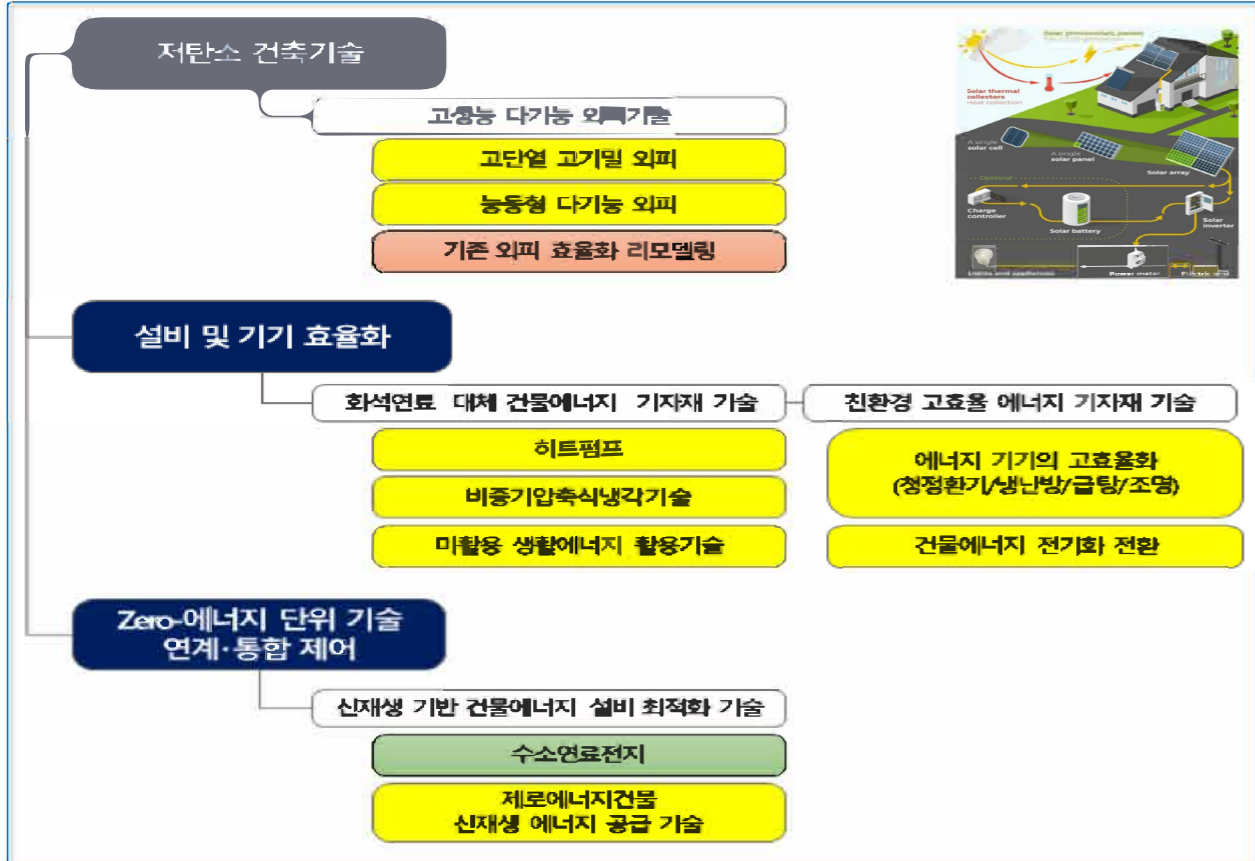 저탄소 건축기술
고성능 다기능 외피기술
고단열 고기밀 외피
능동형 다기능 외피
기존 외피 효율화 리모델링
Solar thermal
collectors
Heat collection
A single
solar cell
A single
solar panel
Solar array
Optional
Charge
controller
Solar battery
Solar
inverter
Lights and appliances
Power meter
Electric grid
설비 및 기기 효율화
화석연료 대체 건물에너지 기자재 기술
친환경 고효율 에너지 기자재 기술
히트펌프
비증기압축식냉각기술
미활용 생활에너지 활용기술
에너지 기기의 고효율화
(청정환기/냉난방/급탕/조명)
건물에너지 전기화 전환
Zero-에너지 단위 기술
연계·통합 제어
신재생 기반 건물에너지 설비 최적화 기술
수소연료전지
제로에너지건물
신재생 에너지 공급 기술